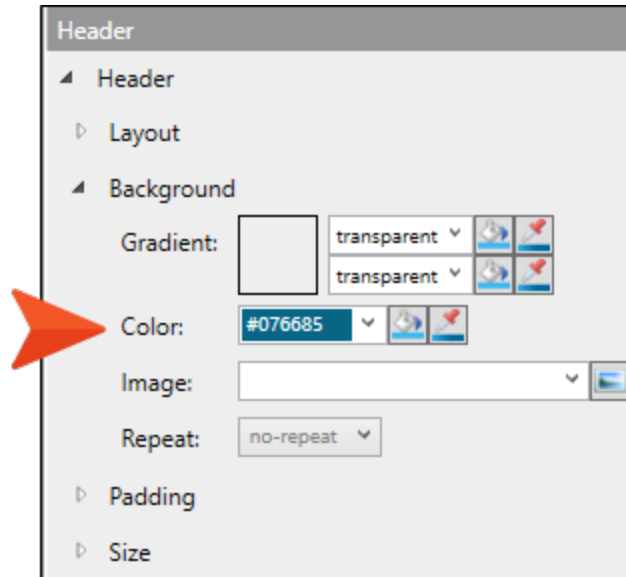 Header
Header
Layout
Background
Gradient: transparent
transparent
Color: #076685
Image:
Repeat: no-repeat
Padding
Size